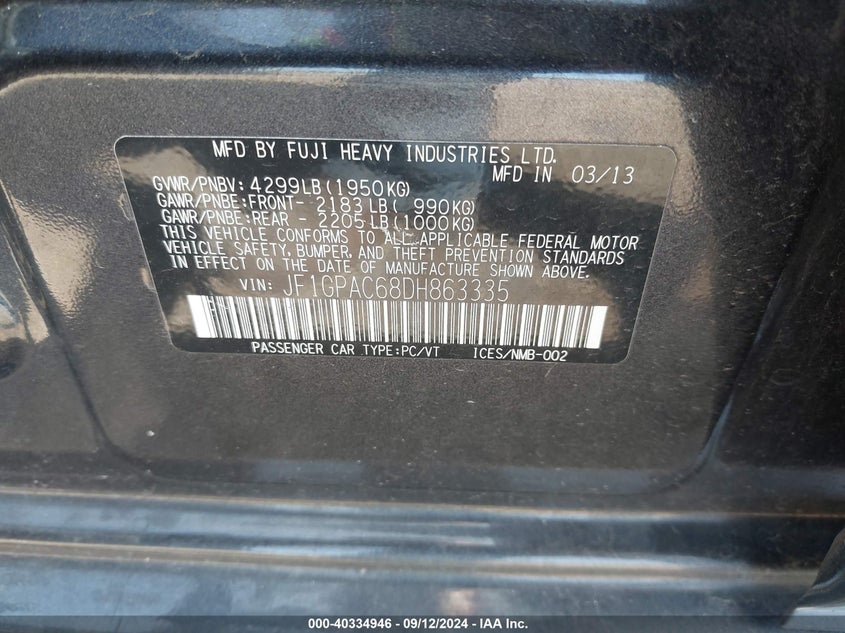 MFD BY FUJI HEAVY INDUSTRIES LTD.
MFD IN 03/13
GVWR/PNBV: 4299LB(1950KG)
GAWR/PNBE:FRONT- 2183LB( 990KG)
GAWR/PNBE:REAR - 2205LB(1000KG)
THIS VEHICLE CONFORMS TO ALL APPLICABLE FEDERAL MOTOR
VEHICLE SAFETY, BUMPER, AND THEFT PREVENTION STANDARDS
IN EFFECT ON THE DATE OF MANUFACTURE SHOWN ABOVE.
VIN: JF1GPAC68DH863335
PASSENGER CAR TYPE:PC/VT ICES/NMB-002
000-40334946 - 09/12/2024 - IAA Inc.